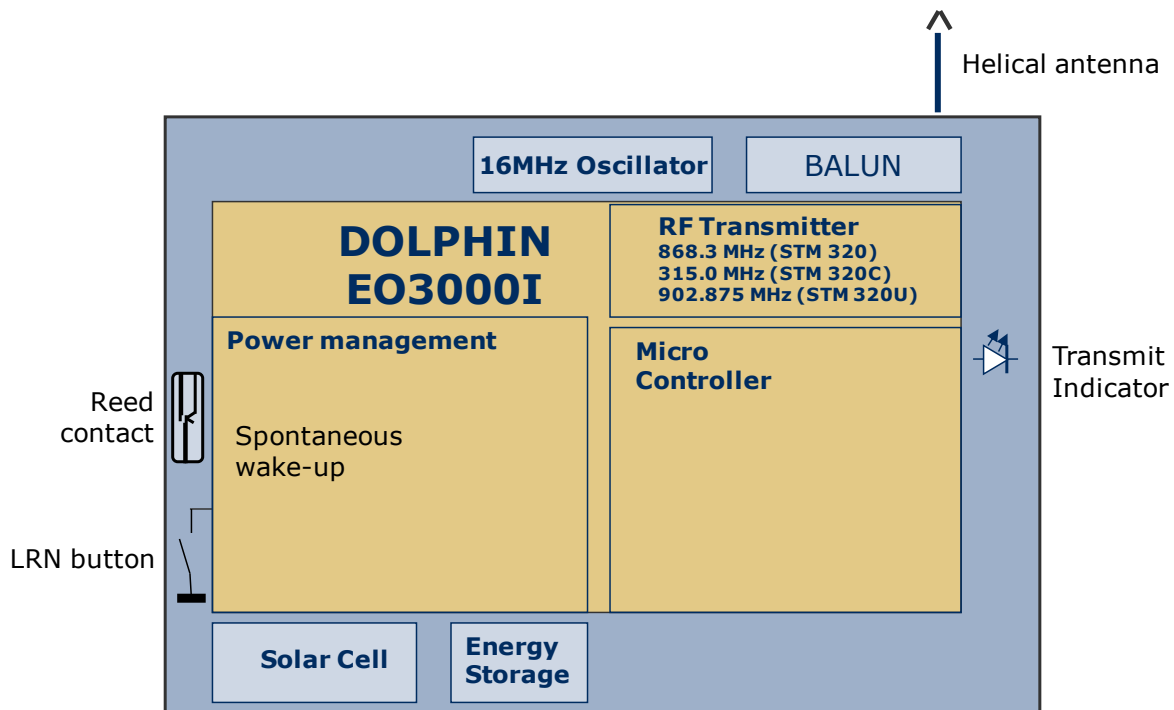 Helical antenna
16MHz Oscillator
BALUN
DOLPHIN
EO3000I
RF Transmitter
868.3 MHz (STM 320)
315.0 MHz (STM 320C)
902.875 MHz (STM 320U)
Power management
Micro
Controller
Transmit
Indicator
Reed
contact
Spontaneous
wake-up
LRN button
Solar Cell
Energy
Storage